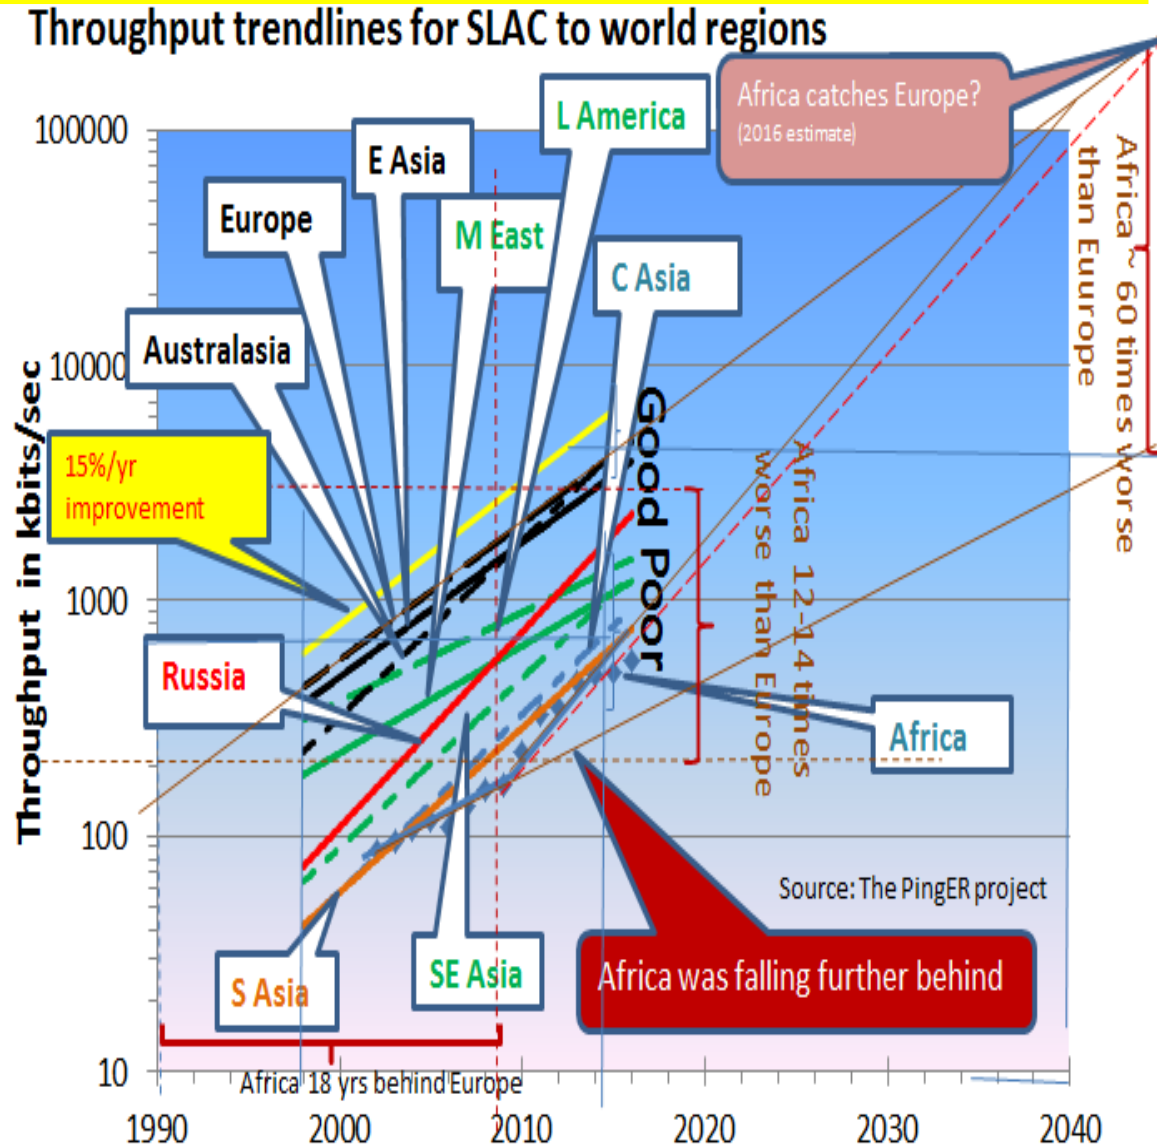 Throughput trendlines for SLAC to world regions
Africa catches Europe?
(2016 estimate)
L America
E Asia
Europe
M East
C Asia
Australasia
15%/yr
improvement
Russia
S Asia
SE Asia
Africa
Good
Poor
Africa 12-14 times
worse than Europe
Africa ~ 60 times worse
than Euurope
Source: The PingER project
Africa was falling further behind
Africa 18 yrs behind Europe
Throughput in kbits/sec
100000
10000
1000
100
10
1990
2000
2010
2020
2030
2040